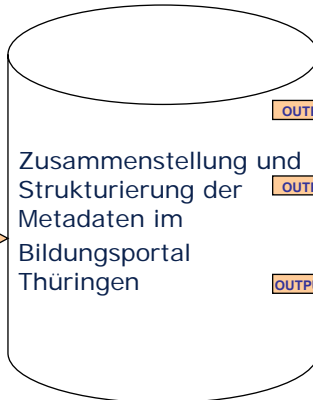 Zusammenstellung und
Strukturierung der
Metadaten im
Bildungsportal
Thüringen